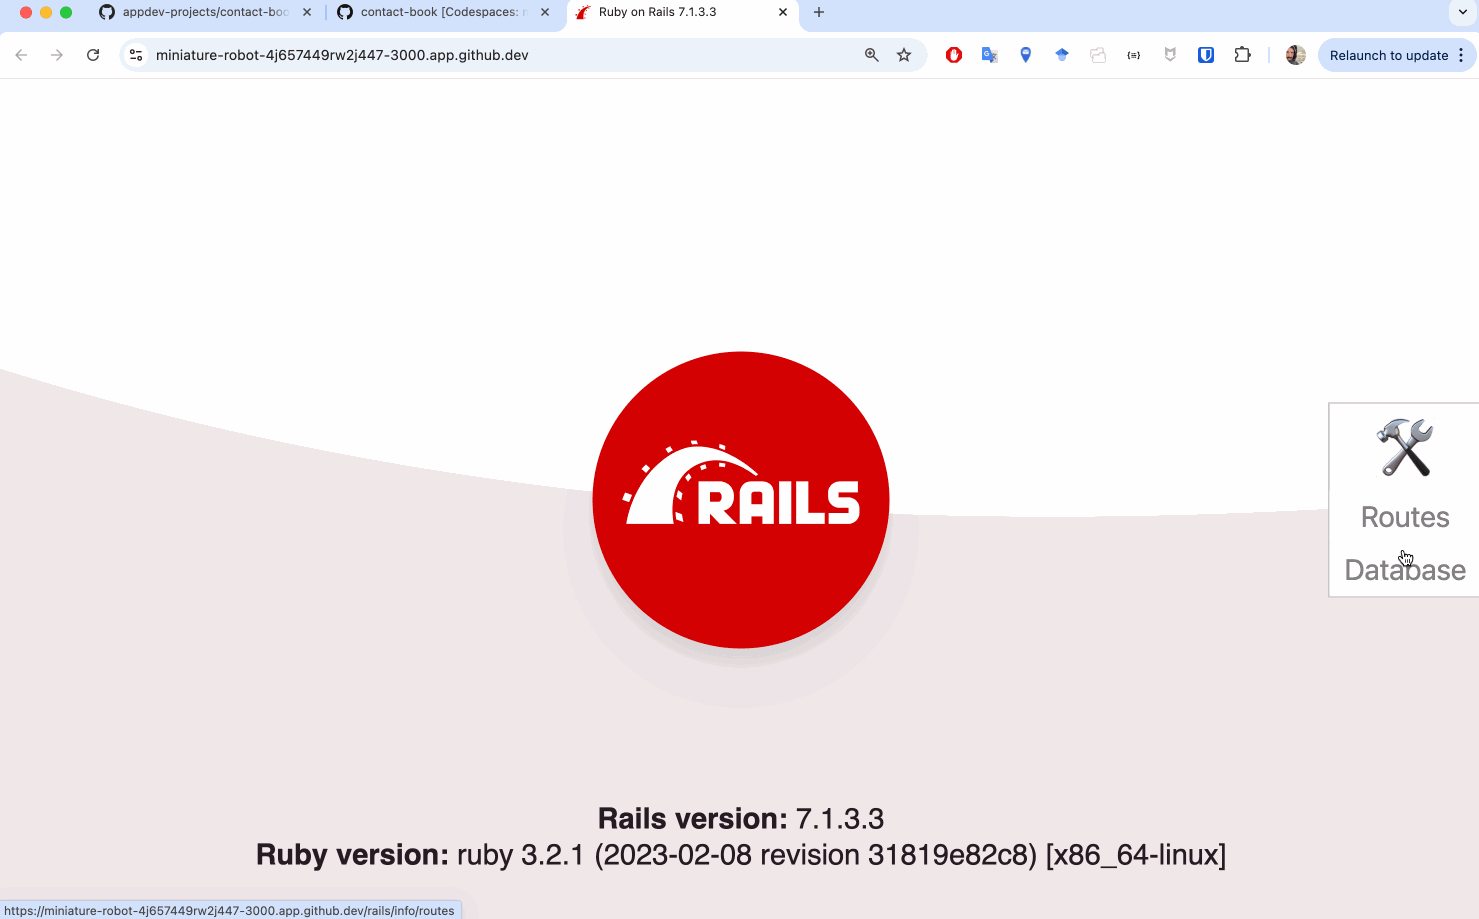 appdev-projects/contact-boo
contact-book [Codespaces:
Ruby on Rails 7.1.3.3
miniature-robot-4j657449rw2j447-3000.app.github.dev
Relaunch to update
RAILS
Routes
Database
Rails version: 7.1.3.3
Ruby version: ruby 3.2.1 (2023-02-08 revision 31819e82c8) [x86_64-linux]
https://miniature-robot-4j657449rw2j447-3000.app.github.dev/rails/info/routes